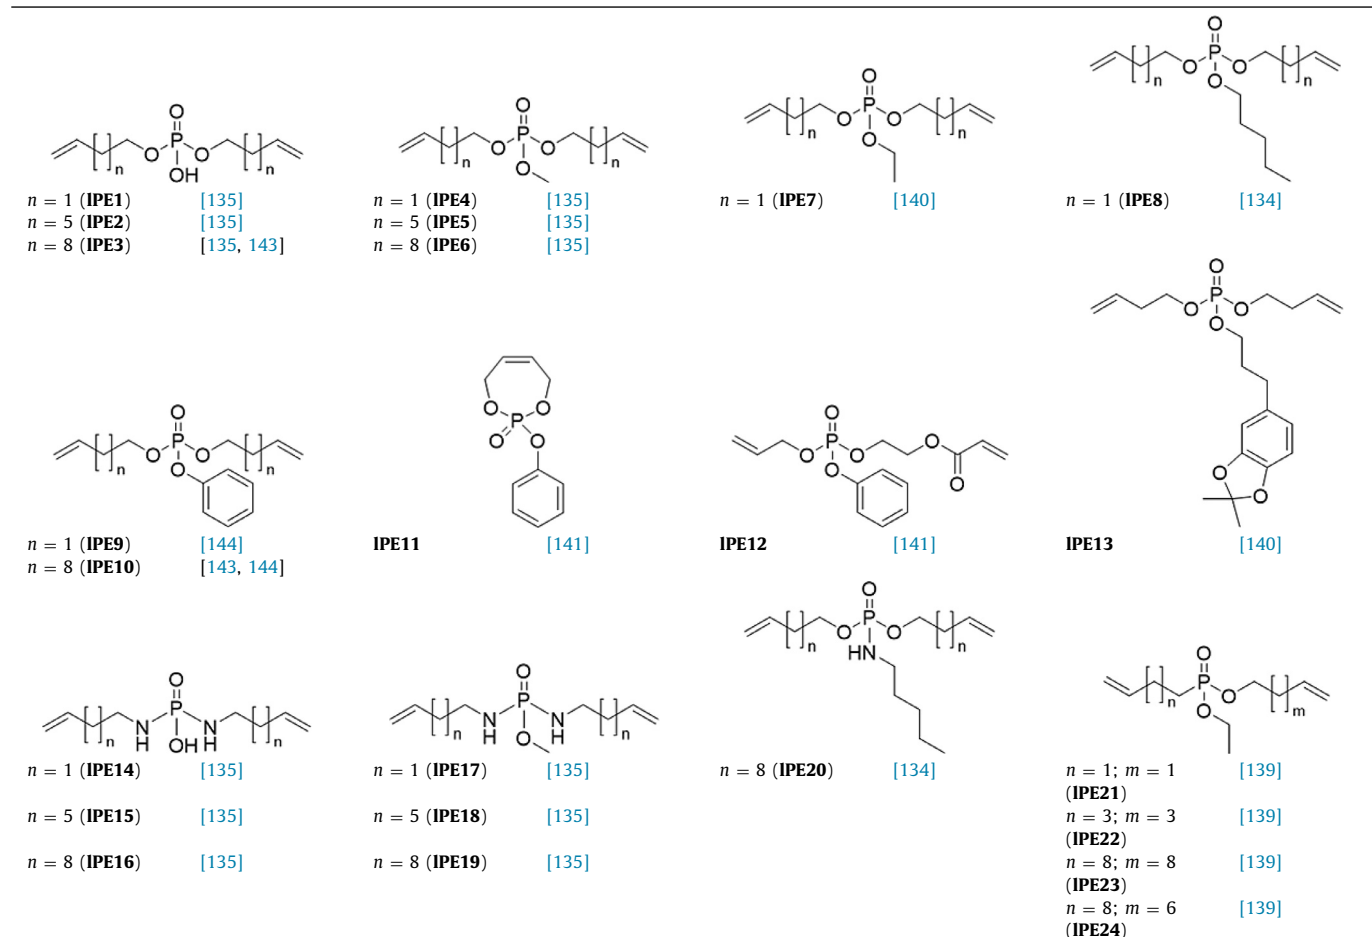 O
P
O O
OH
n n
n = 1 (lPE1) [135]
n = 5 (lPE2) [135]
n = 8 (lPE3) [135, 143]
O
P
O O
O
n n
n = 1 (lPE4) [135]
n = 5 (lPE5) [135]
n = 8 (lPE6) [135]
O
O P O
O
n n
n = 1 (lPE7) [140]
O
O P O
O
n n
n = 1 (lPE8) [134]
O
O P O
O
n n
n = 1 (lPE9) [144]
n = 8 (lPE10) [143, 144]
O O
P
O O
lPE11 [141]
O
P O
O O
O O
lPE12 [141]
O
O P O
O
O O
lPE13 [140]
O
P
N N
H OH H
n n
n = 1 (lPE14) [135]
n = 5 (lPE15) [135]
n = 8 (lPE16) [135]
O
P
N N
H O H
n n
n = 1 (lPE17) [135]
n = 5 (lPE18) [135]
n = 8 (lPE19) [135]
O
O P O
HN
n n
n = 8 (lPE20) [134]
O
P O
O
n m
n = 1; m = 1 [139]
(lPE21)
n = 3; m = 3 [139]
(lPE22)
n = 8; m = 8 [139]
(lPE23)
n = 8; m = 6 [139]
(lPE24)